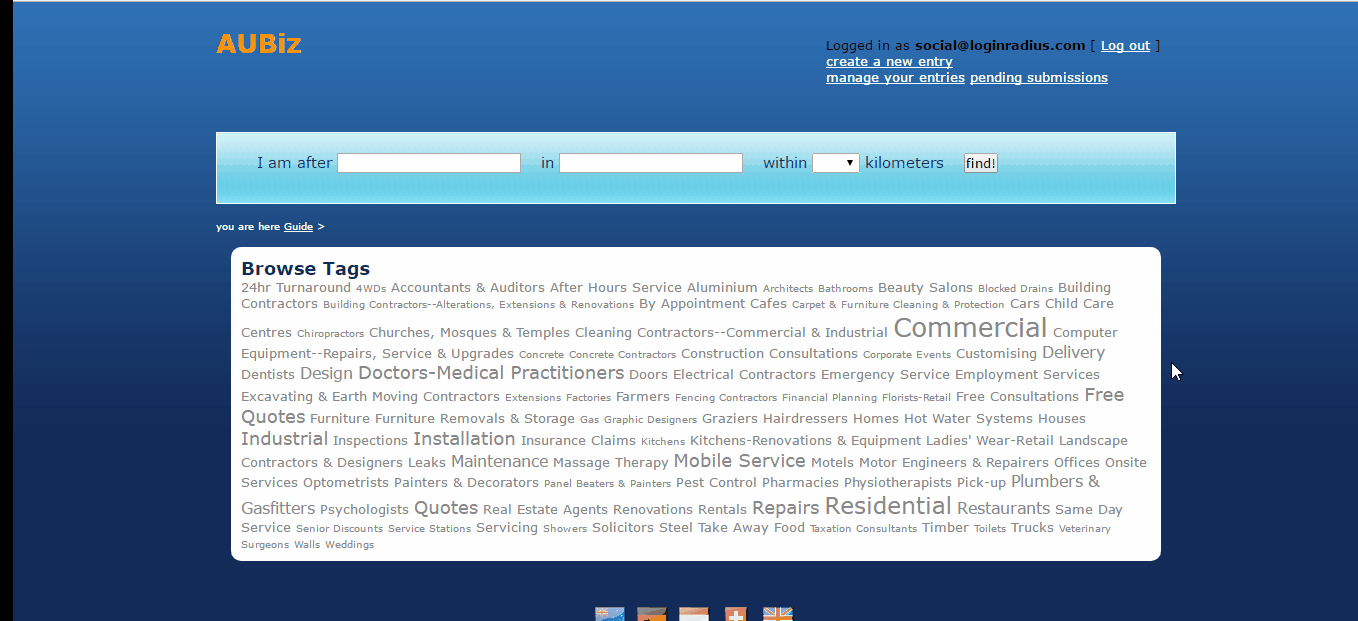 AUBiz
Logged in as social@loginradius.com [ Log out ]
create a new entry
manage your entries pending submissions
I am after in within kilometers find!
you are here Guide >
Browse Tags
24hr Turnaround 4WDs Accountants & Auditors After Hours Service Aluminium Architects Bathrooms Beauty Salons Blocked Drains Building
Contractors Building Contractors--Alterations, Extensions & Renovations By Appointment Cafes Carpet & Furniture Cleaning & Protection Cars Child Care
Centres Chiropractors Churches, Mosques & Temples Cleaning Contractors--Commercial & Industrial Commercial Computer
Equipment--Repairs, Service & Upgrades Concrete Concrete Contractors Construction Consultations Corporate Events Customising Delivery
Dentists Design Doctors-Medical Practitioners Doors Electrical Contractors Emergency Service Employment Services
Excavating & Earth Moving Contractors Extensions Factories Farmers Fencing Contractors Financial Planning Florists-Retail Free Consultations Free
Quotes Furniture Furniture Removals & Storage Gas Graphic Designers Graziers Hairdressers Homes Hot Water Systems Houses
Industrial Inspections Installation Insurance Claims Kitchens Kitchens-Renovations & Equipment Ladies' Wear-Retail Landscape
Contractors & Designers Leaks Maintenance Massage Therapy Mobile Service Motels Motor Engineers & Repairers Offices Onsite
Services Optometrists Painters & Decorators Panel Beaters & Painters Pest Control Pharmacies Physiotherapists Pick-up Plumbers &
Gasfitters Psychologists Quotes Real Estate Agents Renovations Rentals Repairs Residential Restaurants Same Day
Service Senior Discounts Service Stations Servicing Showers Solicitors Steel Take Away Food Taxation Consultants Timber Toilets Trucks Veterinary
Surgeons Walls Weddings